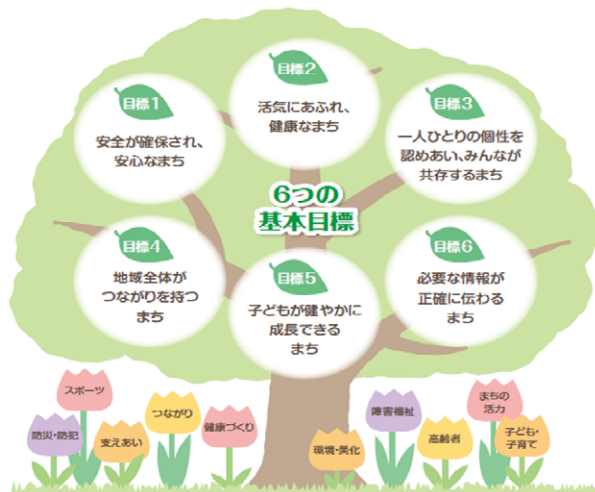 目標1
安全が確保され、
安心なまち
目標2
活気にあふれ、
健康なまち
目標3
一人ひとりの個性を
認めあい、みんなが
共存するまち
6つの
基本目標
目標4
地域全体が
つながりを持つ
まち
目標5
子どもが健やかに
成長できる
まち
目標6
必要な情報が
正確に伝わる
まち
防災・防犯
スポーツ
支えあい
つながり
健康づくり
環境・美化
障害福祉
高齢者
まちの
活力
子ども・
子育て